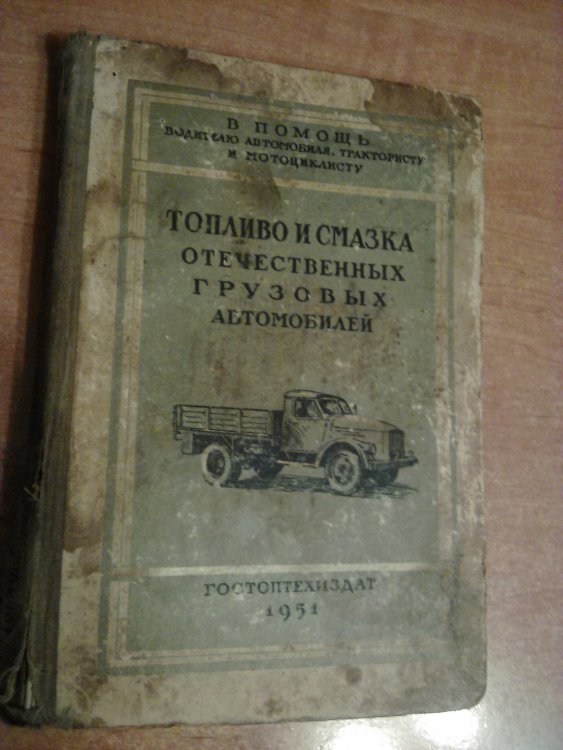 В ПОМОЩЬ
ВОДИТЕЛЮ АВТОМОБИЛЯ, ТРАКТОРИСТУ
И МОТОЦИКЛИСТУ
ТОПЛИВО И СМАЗКА
ОТЕЧЕСТВЕННЫХ
ГРУЗОВЫХ
АВТОМОБИЛЕЙ
ГОСТОПТЕХИЗДАТ
1951